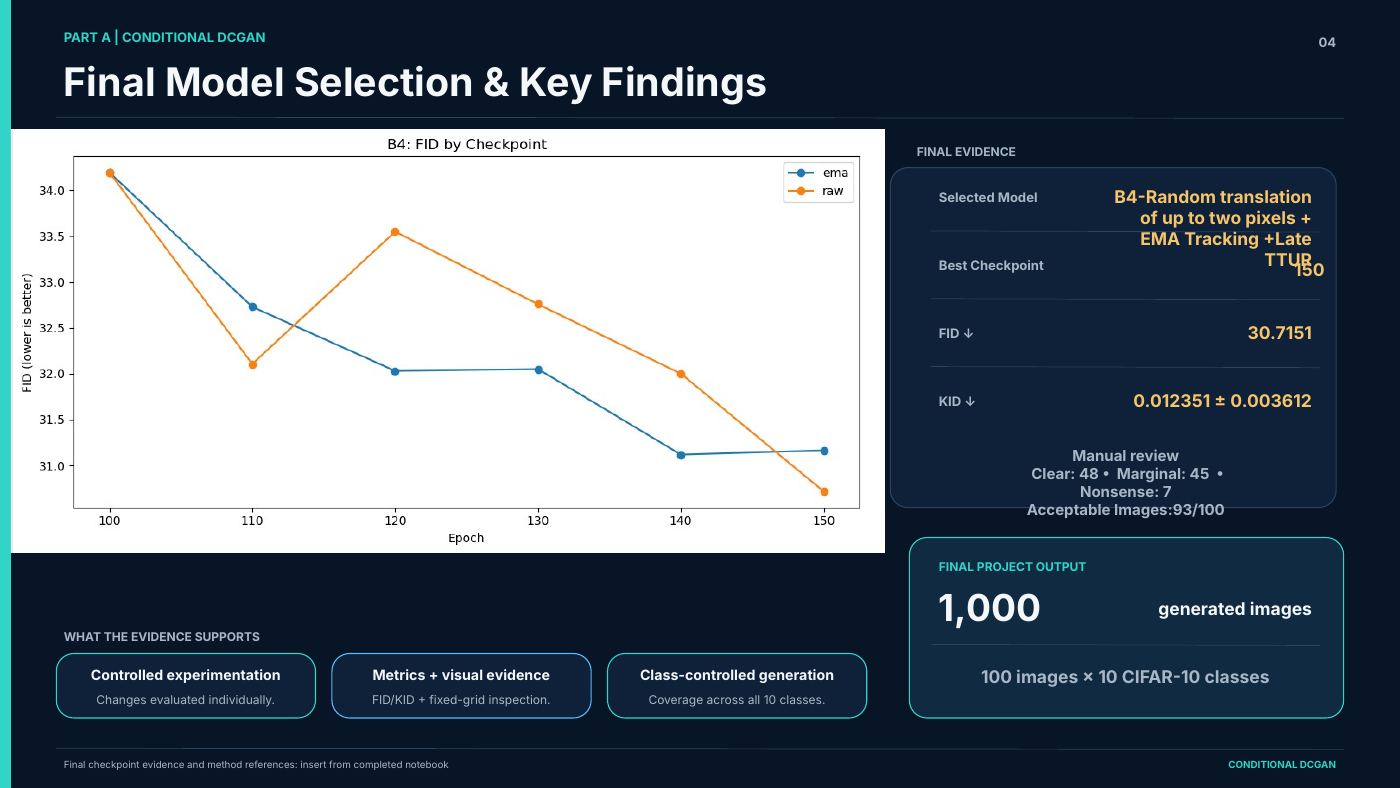 PART A | CONDITIONAL DCGAN
04
Final Model Selection & Key Findings
B4: FID by Checkpoint
ema
raw
FID (lower is better)
34.0
33.5
33.0
32.5
32.0
31.5
31.0
100 110 120 130 140 150
Epoch
FINAL EVIDENCE
Selected Model
B4-Random translation
of up to two pixels +
EMA Tracking +Late
TTUR
Best Checkpoint
150
FID ↓
30.7151
KID ↓
0.012351 ± 0.003612
Manual review
Clear: 48 • Marginal: 45 •
Nonsense: 7
Acceptable Images:93/100
FINAL PROJECT OUTPUT
1,000
generated images
100 images × 10 CIFAR-10 classes
WHAT THE EVIDENCE SUPPORTS
Controlled experimentation
Changes evaluated individually.
Metrics + visual evidence
FID/KID + fixed-grid inspection.
Class-controlled generation
Coverage across all 10 classes.
Final checkpoint evidence and method references: insert from completed notebook
CONDITIONAL DCGAN